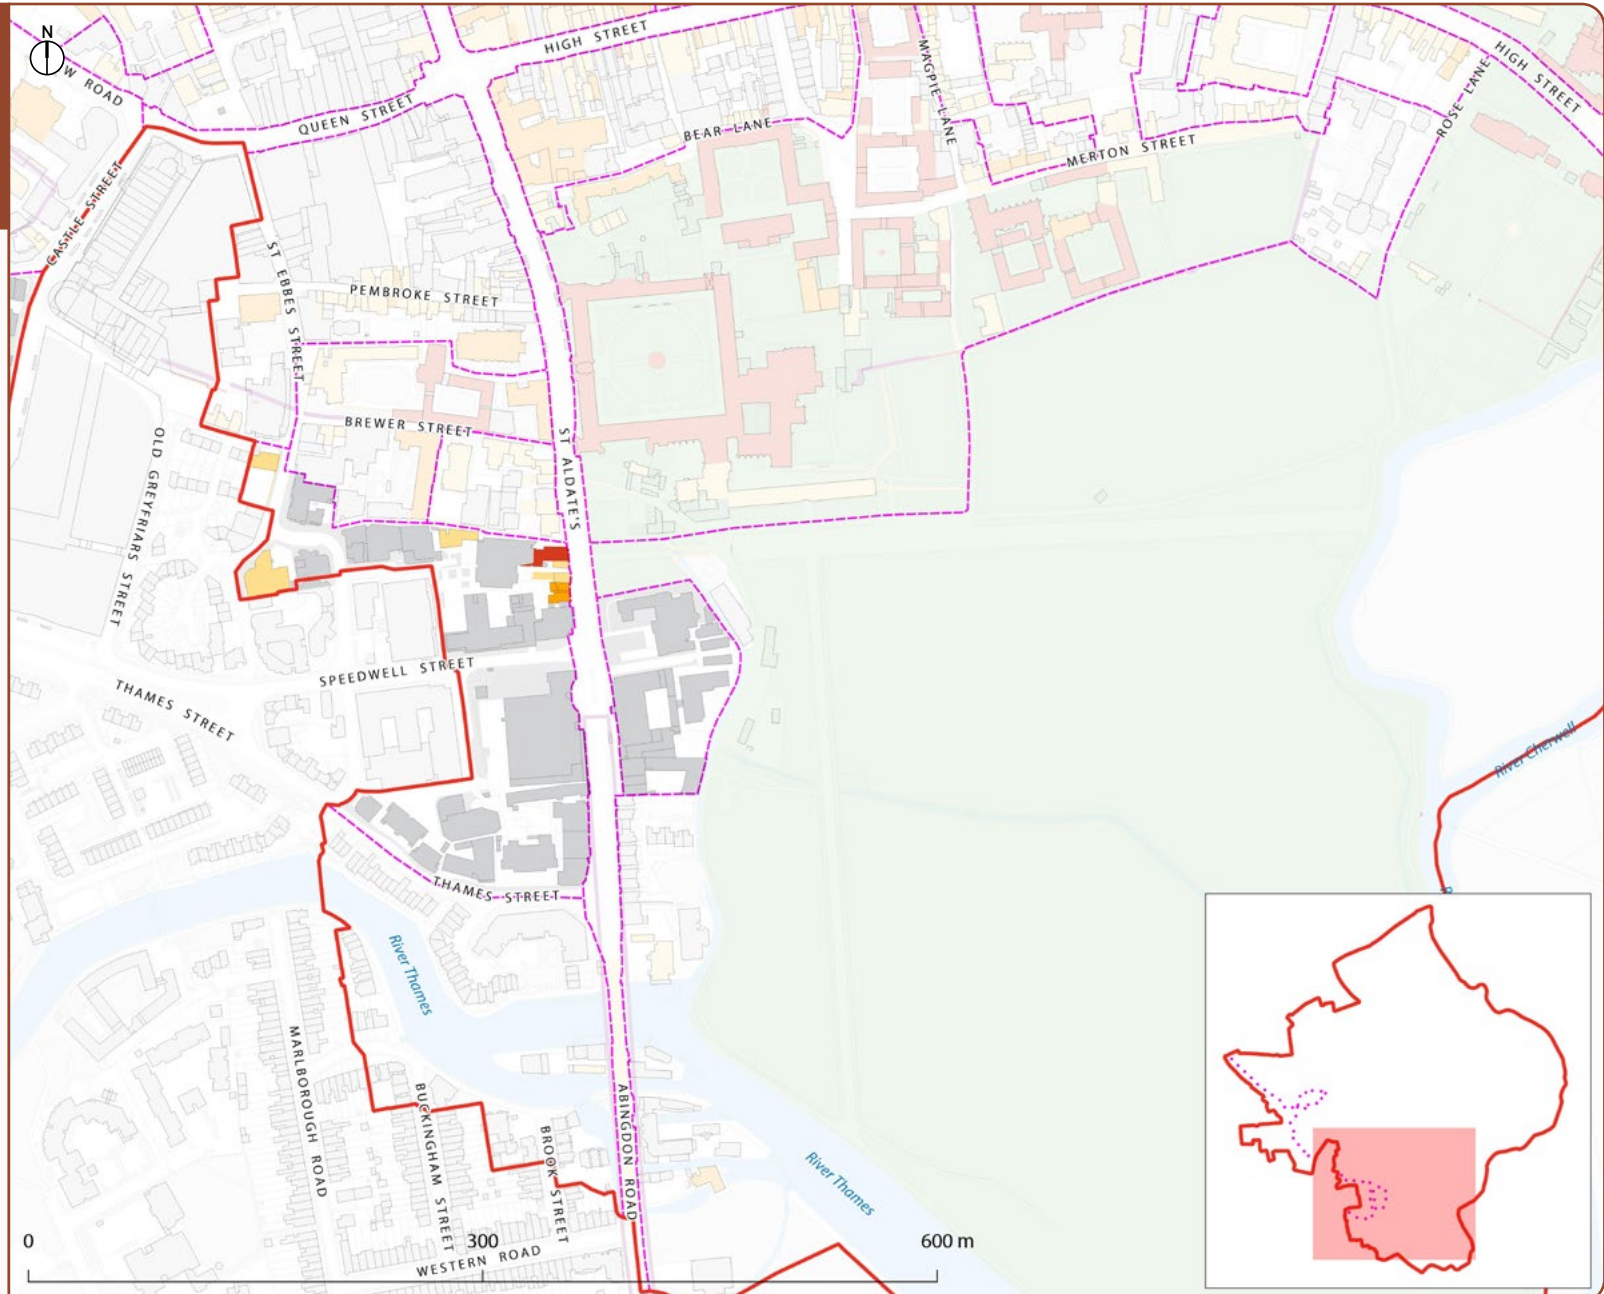 N
HIGH STREET
MAGPIE LANE
HIGH STREET
W ROAD
QUEEN STREET
BEAR LANE
ROSE LANE
MERTON STREET
CASTLE STREET
ST EBBES STREET
PEMBROKE STREET
BREWER STREET
ST ALDATE'S
OLD GREYFRIARS STREET
SPEEDWELL STREET
THAMES STREET
River Cherwell
THAMES STREET
River Thames
MARLBOROUGH ROAD
BUCKINGHAM STREET
BROOK STREET
ABINGDON ROAD
River Thames
0
300
600 m
WESTERN ROAD